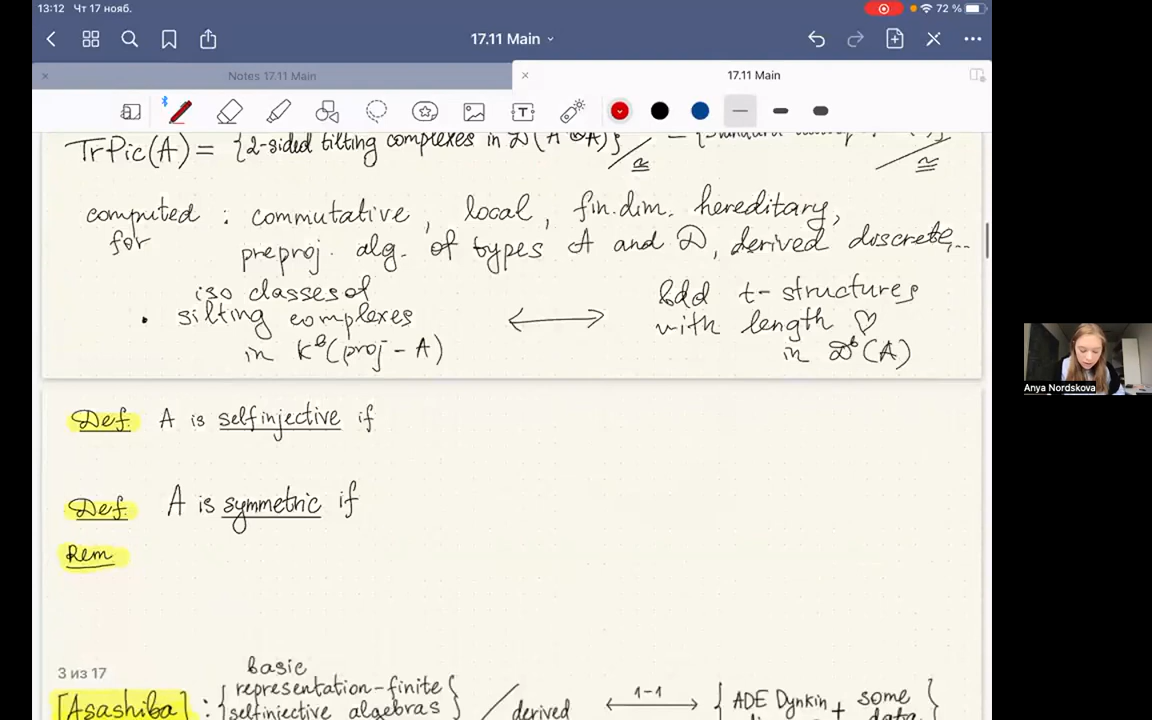 13:12 Чт 17 нояб.
72 %
17.11 Main
Notes 17.11 Main
17.11 Main
TrPic(A) = {2-sided tilting complexes in D(A⊗A)}/≅ =
computed for : commutative, local, fin.dim. hereditary,
preproj. alg. of types A and D, derived discrete,...
iso classes of
• silting complexes
in K^b(proj-A)
⟷
bdd t-structures
with length ♡
in D^b(A)
Def. A is selfinjective if
Def. A is symmetric if
Rem
3 из 17
[Asashiba] : { basic
representation-finite
selfinjective algebras } / derived
⟷ 1-1
{ ADE Dynkin + some
data }
Anya Nordskova